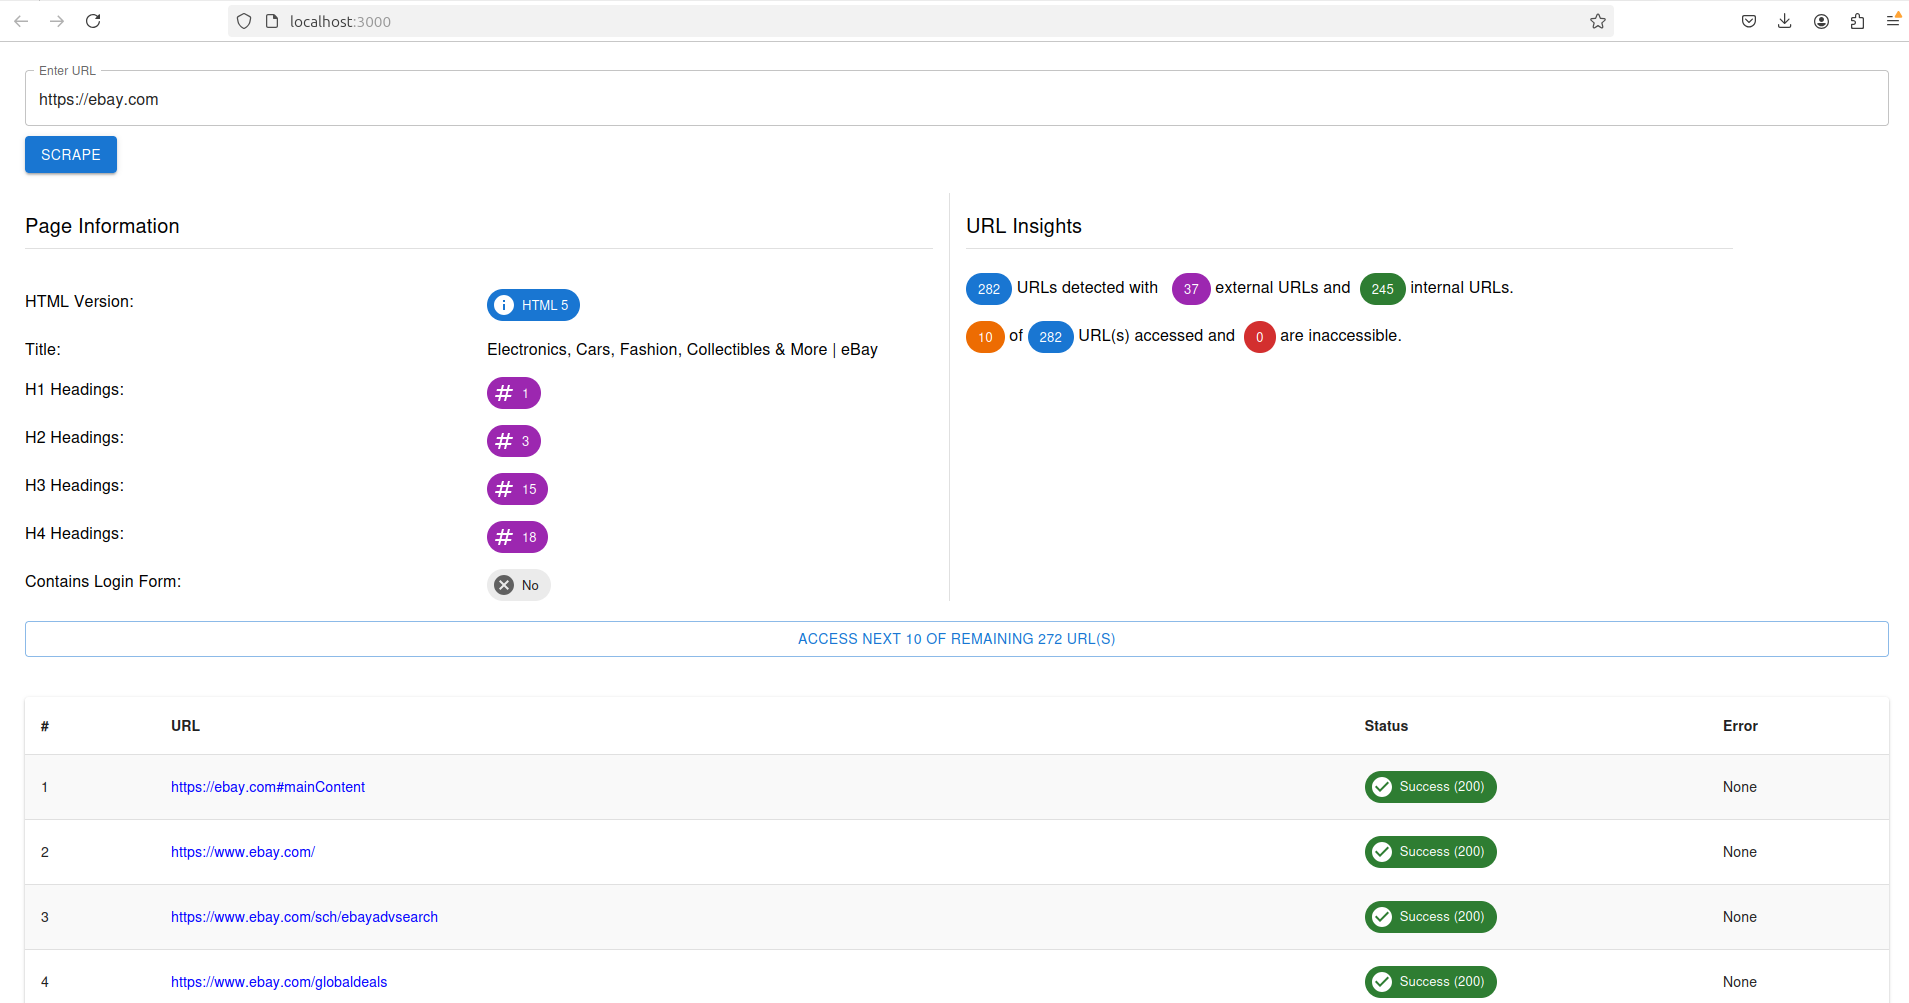 localhost:3000
Enter URL
https://ebay.com
SCRAPE
Page Information
HTML Version: HTML 5
Title: Electronics, Cars, Fashion, Collectibles & More | eBay
H1 Headings: # 1
H2 Headings: # 3
H3 Headings: # 15
H4 Headings: # 18
Contains Login Form: No
URL Insights
282 URLs detected with 37 external URLs and 245 internal URLs.
10 of 282 URL(s) accessed and 0 are inaccessible.
ACCESS NEXT 10 OF REMAINING 272 URL(S)
# URL Status Error
1 https://ebay.com#mainContent Success (200) None
2 https://www.ebay.com/ Success (200) None
3 https://www.ebay.com/sch/ebayadvsearch Success (200) None
4 https://www.ebay.com/globaldeals Success (200) None